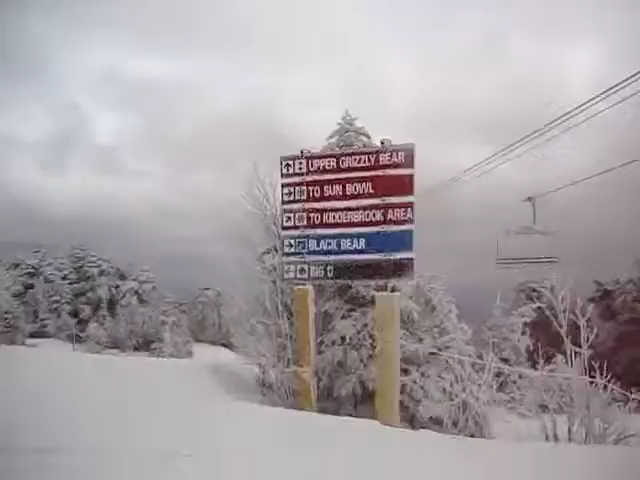 UPPER GRIZZLY BEAR
TO SUN BOWL
TO KIDDERBROOK AREA
BLACK BEAR
BIG O